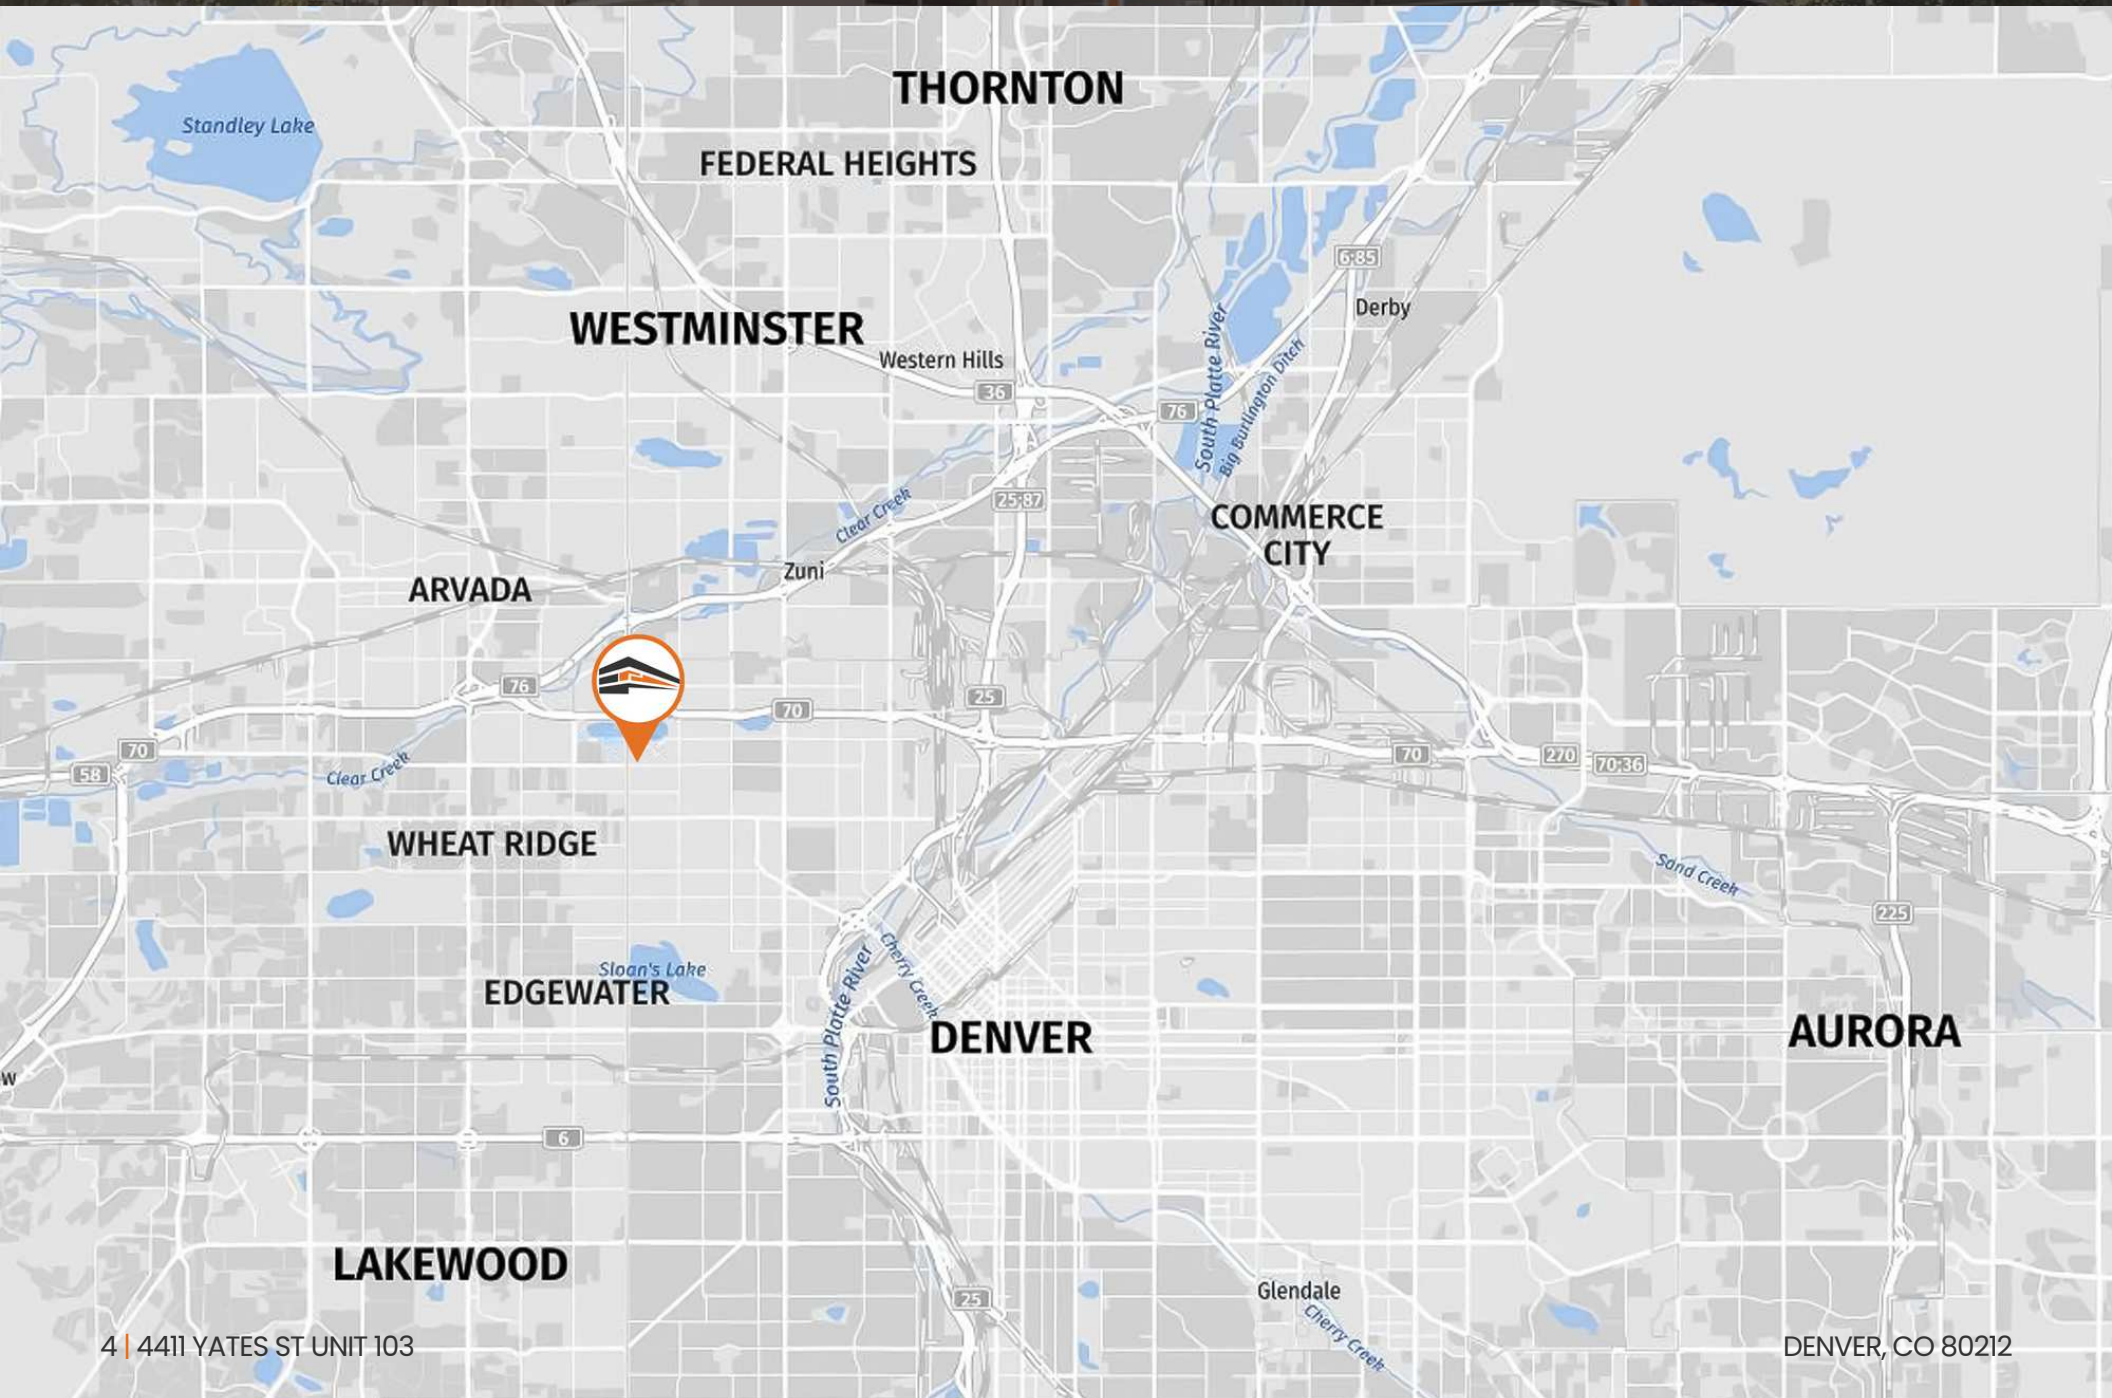 THORNTON
Standley Lake
FEDERAL HEIGHTS
6·85
Derby
WESTMINSTER
South Platte River
Western Hills
Big Burlington Ditch
36
76
Clear Creek
25·87
COMMERCE
CITY
Zuni
ARVADA
76
25
70
70
58
Clear Creek
70
270
70;36
WHEAT RIDGE
Sand Creek
225
Sloan's Lake
EDGEWATER
Cherry Creek
South Platte River
DENVER
AURORA
w
6
LAKEWOOD
Glendale
25
Cherry Creek
4 | 4411 YATES ST UNIT 103
DENVER, CO 80212